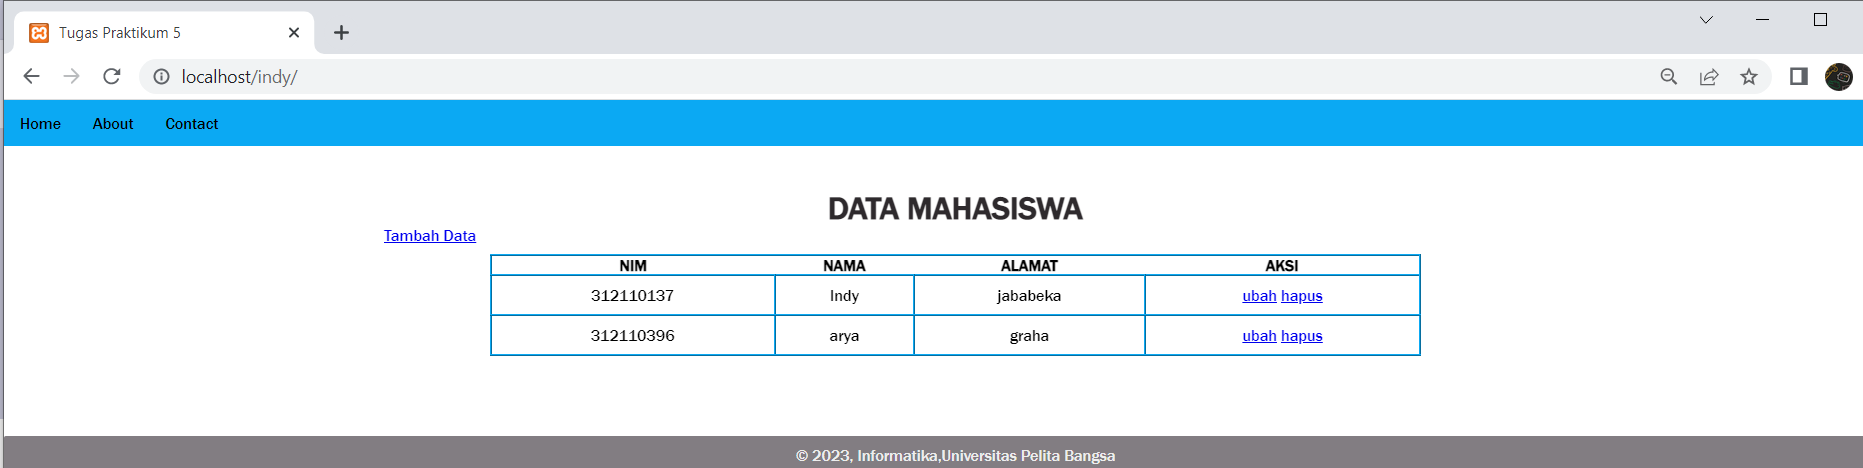 Tugas Praktikum 5
localhost/indy/
Home About Contact
DATA MAHASISWA
Tambah Data
NIM NAMA ALAMAT AKSI
312110137 Indy jababeka ubah hapus
312110396 arya graha ubah hapus
© 2023, Informatika,Universitas Pelita Bangsa